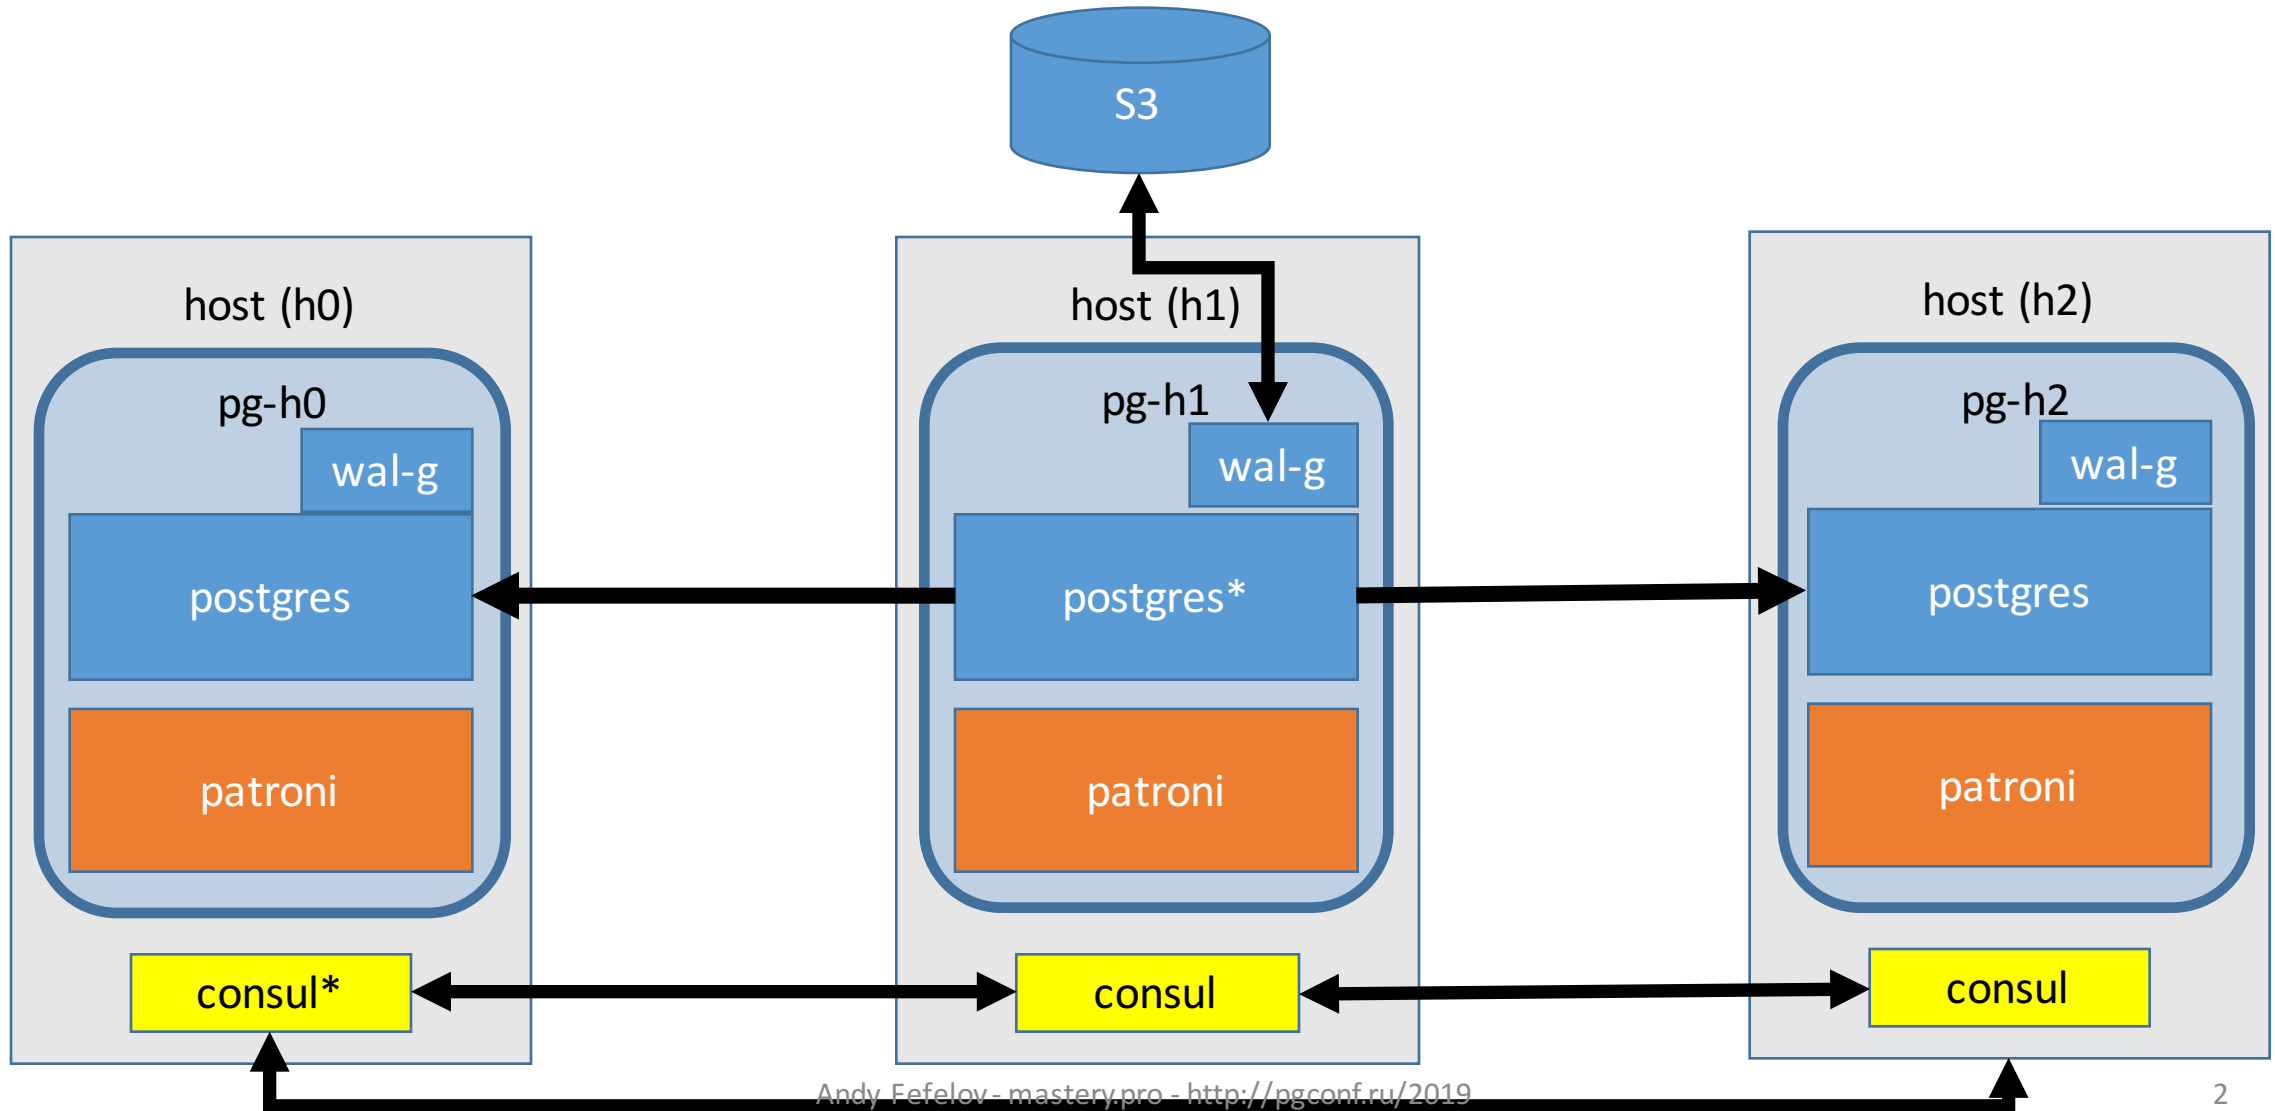 S3
host (h0)
pg-h0
wal-g
postgres
patroni
consul*
host (h1)
pg-h1
wal-g
postgres*
patroni
consul
host (h2)
pg-h2
wal-g
postgres
patroni
consul
Andy Fefelov - mastery.pro - http://pgconf.ru/2019
2